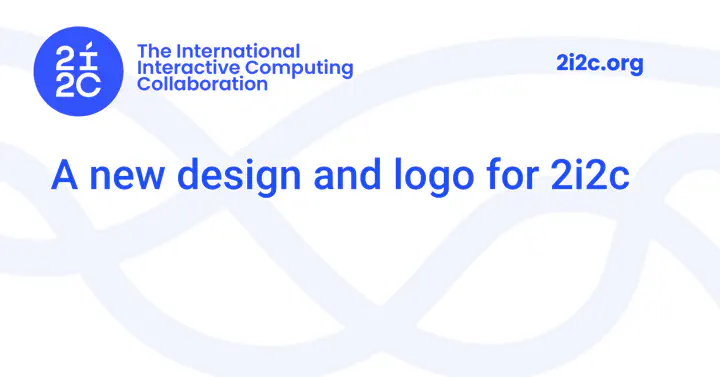 2i
2C
The International
Interactive Computing
Collaboration
2i2c.org
A new design and logo for 2i2c